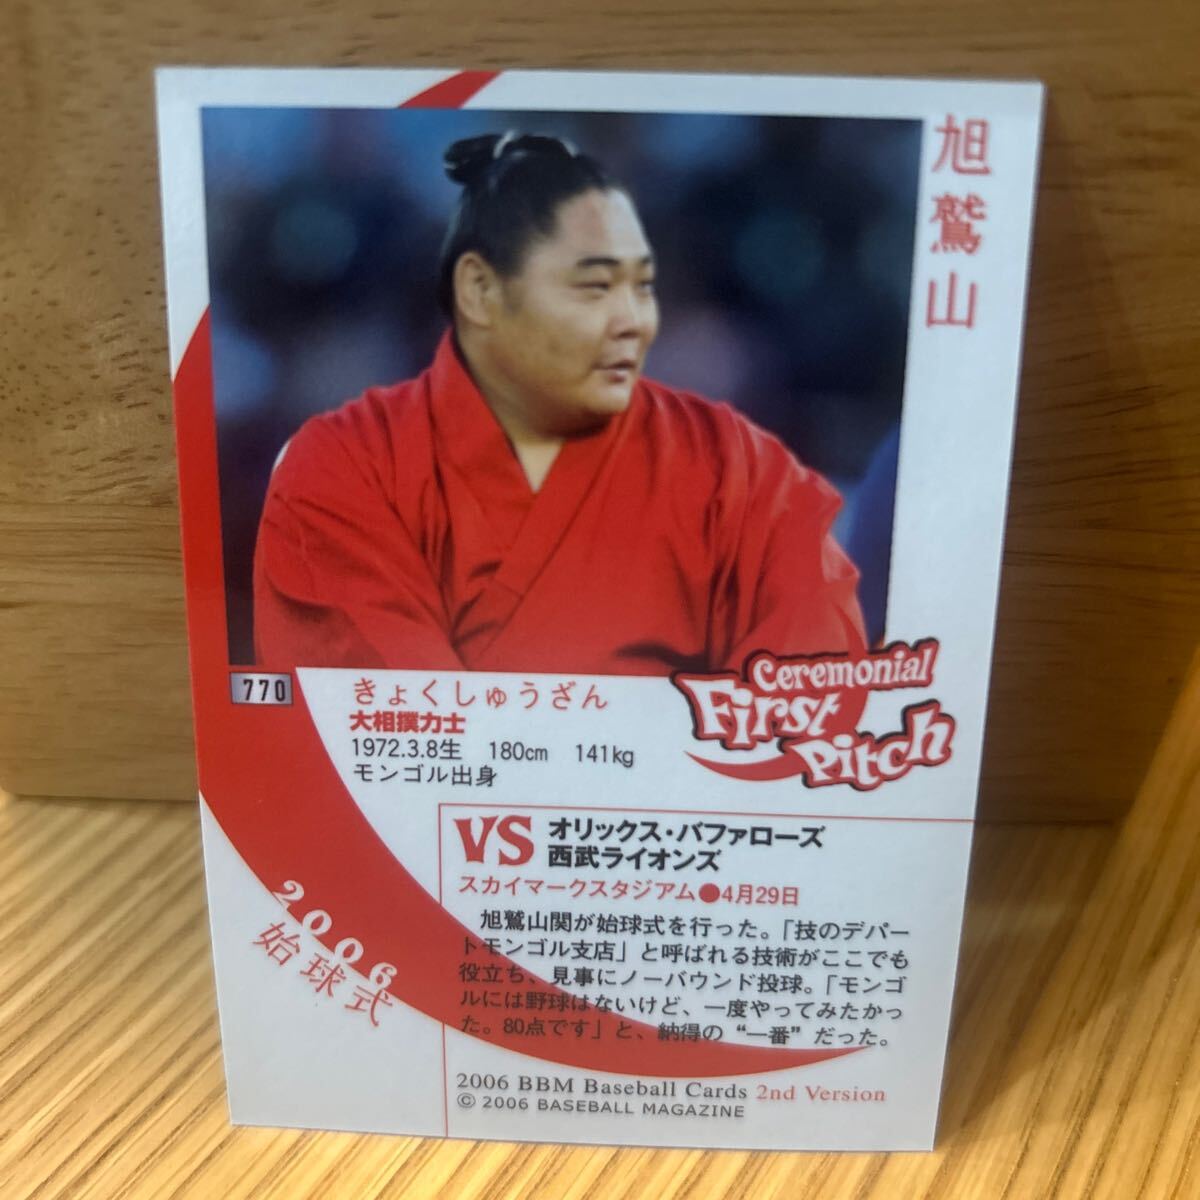 旭鷲山
770
きょくしゅうざん
大相撲力士
1972.3.8生 180cm 141kg
モンゴル出身
Ceremonial
First
Pitch
VS
オリックス・バファローズ
西武ライオンズ
スカイマークスタジアム●4月29日
旭鷲山関が始球式を行った。「技のデパー
トモンゴル支店」と呼ばれる技術がここでも
役立ち、見事にノーバウンド投球。「モンゴ
ルには野球はないけど、一度やってみたかっ
た。80点です」と、納得の“一番”だった。
2006
始球式
2006 BBM Baseball Cards 2nd Version
© 2006 BASEBALL MAGAZINE